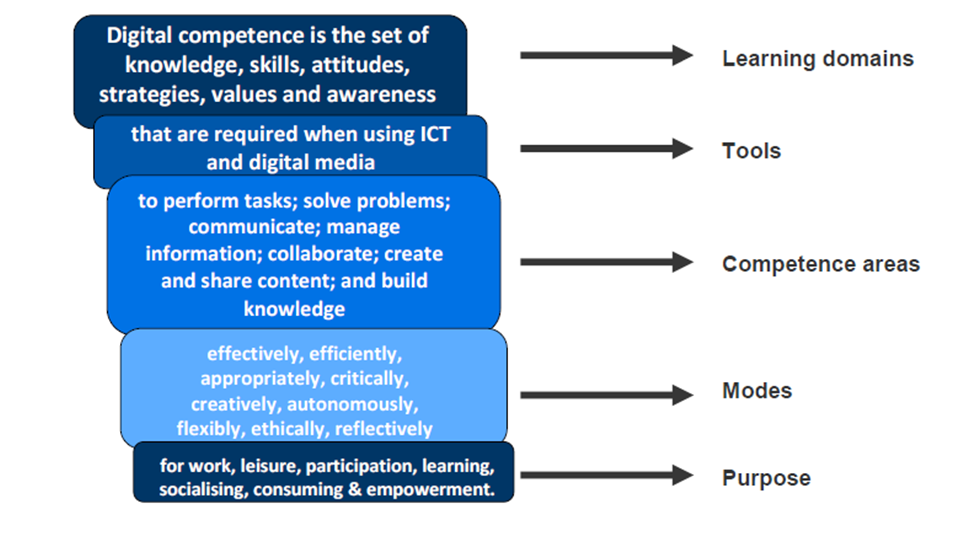 Digital competence is the set of
knowledge, skills, attitudes,
strategies, values and awareness
Learning domains
that are required when using ICT
and digital media
Tools
to perform tasks; solve problems;
communicate; manage
information; collaborate; create
and share content; and build
knowledge
Competence areas
effectively, efficiently,
appropriately, critically,
creatively, autonomously,
flexibly, ethically, reflectively
Modes
for work, leisure, participation, learning,
socialising, consuming & empowerment.
Purpose